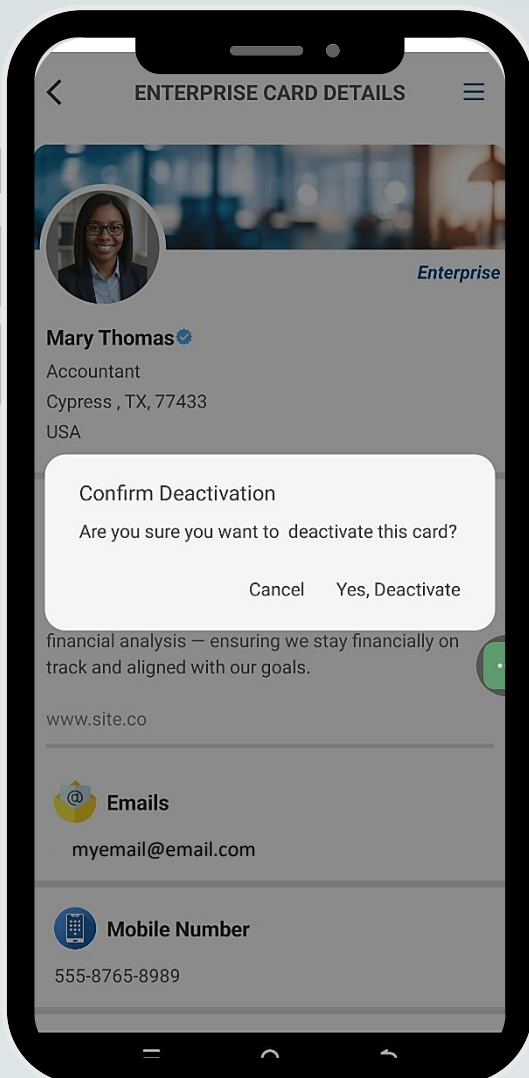 ENTERPRISE CARD DETAILS
Enterprise
Mary Thomas
Accountant
Cypress , TX, 77433
USA
Confirm Deactivation
Are you sure you want to  deactivate this card?
Cancel Yes, Deactivate
financial analysis — ensuring we stay financially on
track and aligned with our goals.
www.site.co
@ Emails
myemail@email.com
Mobile Number
555-8765-8989